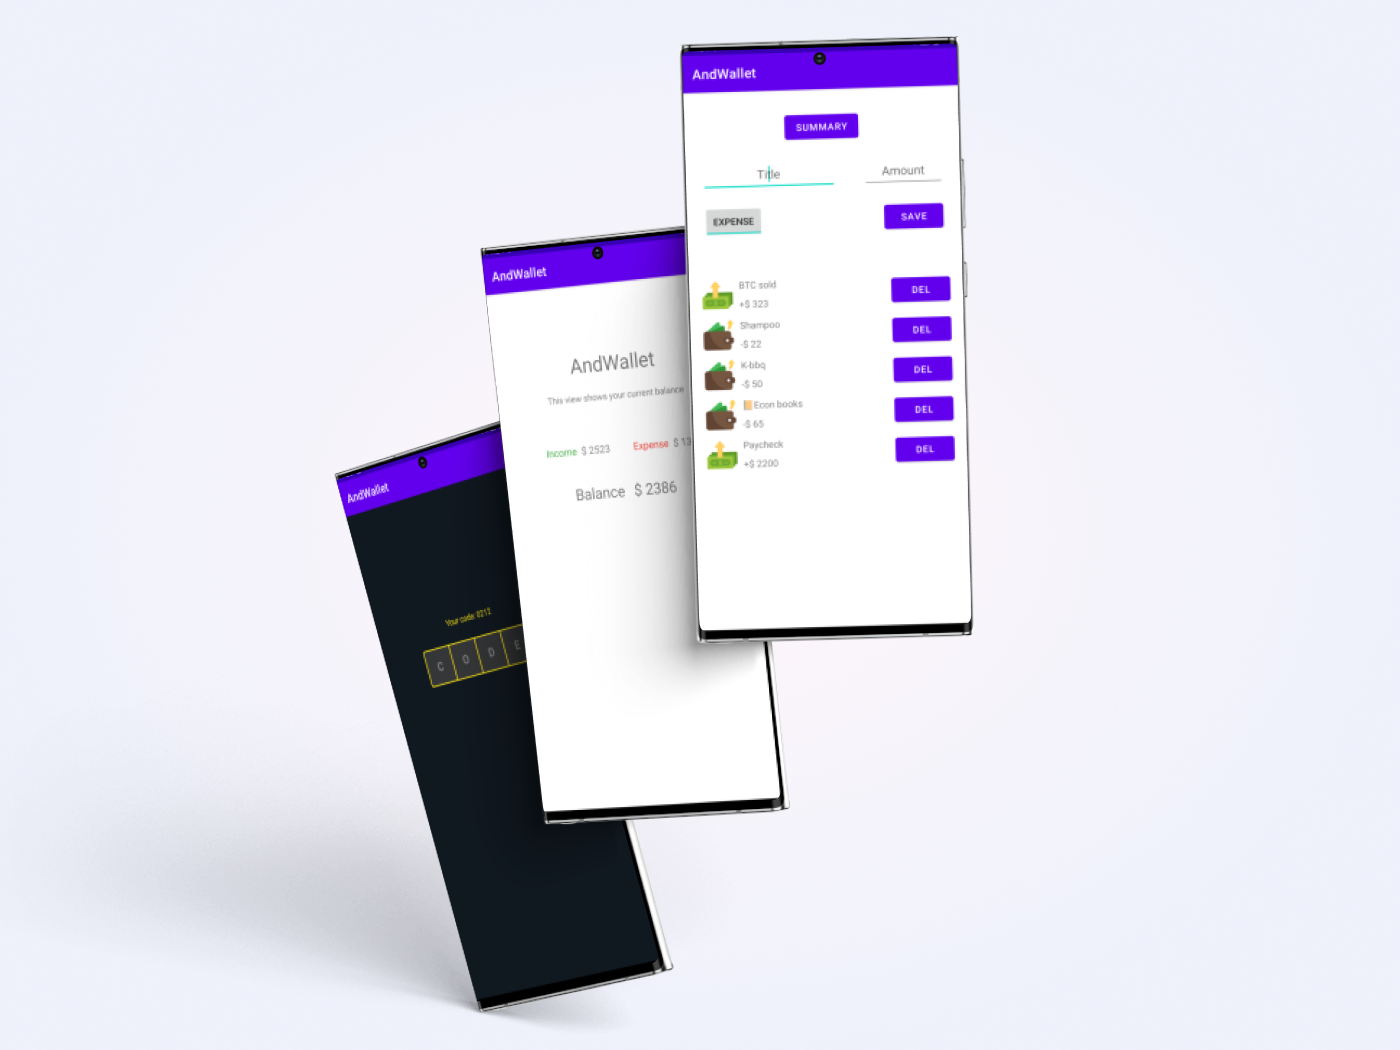 AndWallet
SUMMARY
Title
Amount
EXPENSE
SAVE
BTC sold
+$ 323
DEL
Shampoo
-$ 22
DEL
K-bbq
-$ 50
DEL
📔Econ books
-$ 65
DEL
Paycheck
+$ 2200
DEL
AndWallet
AndWallet
This view shows your current balance
Income $ 2523
Expense $ 13
Balance $ 2386
AndWallet
Your code: 8212
C O D E